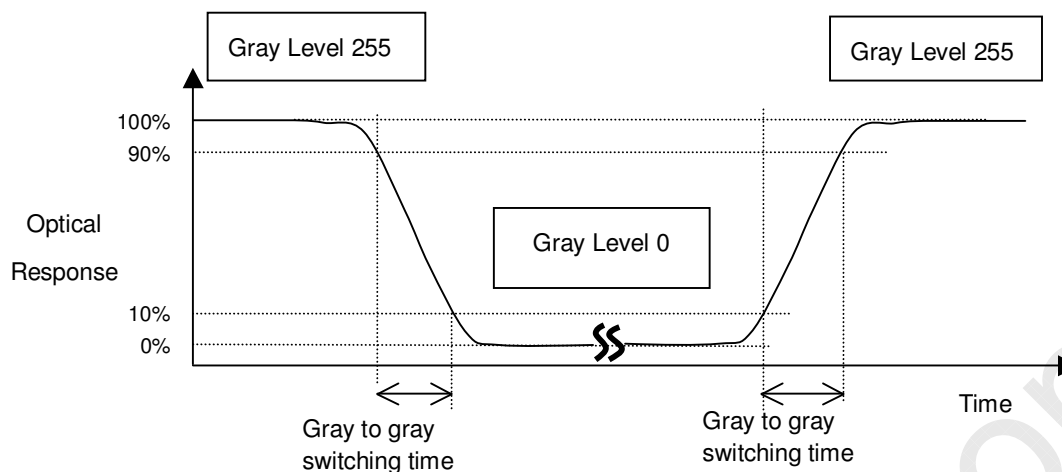 Gray Level 255
Gray Level 255
100%
90%
Optical
Response
Gray Level 0
10%
0%
Time
Gray to gray
switching time
Gray to gray
switching time